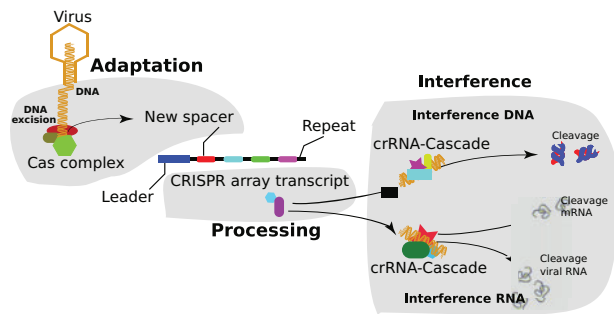 Virus
Adaptation
DNA
DNA
excision
Cas complex
New spacer
Repeat
Leader
CRISPR array transcript
Processing
Interference
Interference DNA
crRNA-Cascade
Cleavage
crRNA-Cascade
Cleavage
mRNA
Cleavage
viral RNA
Interference RNA